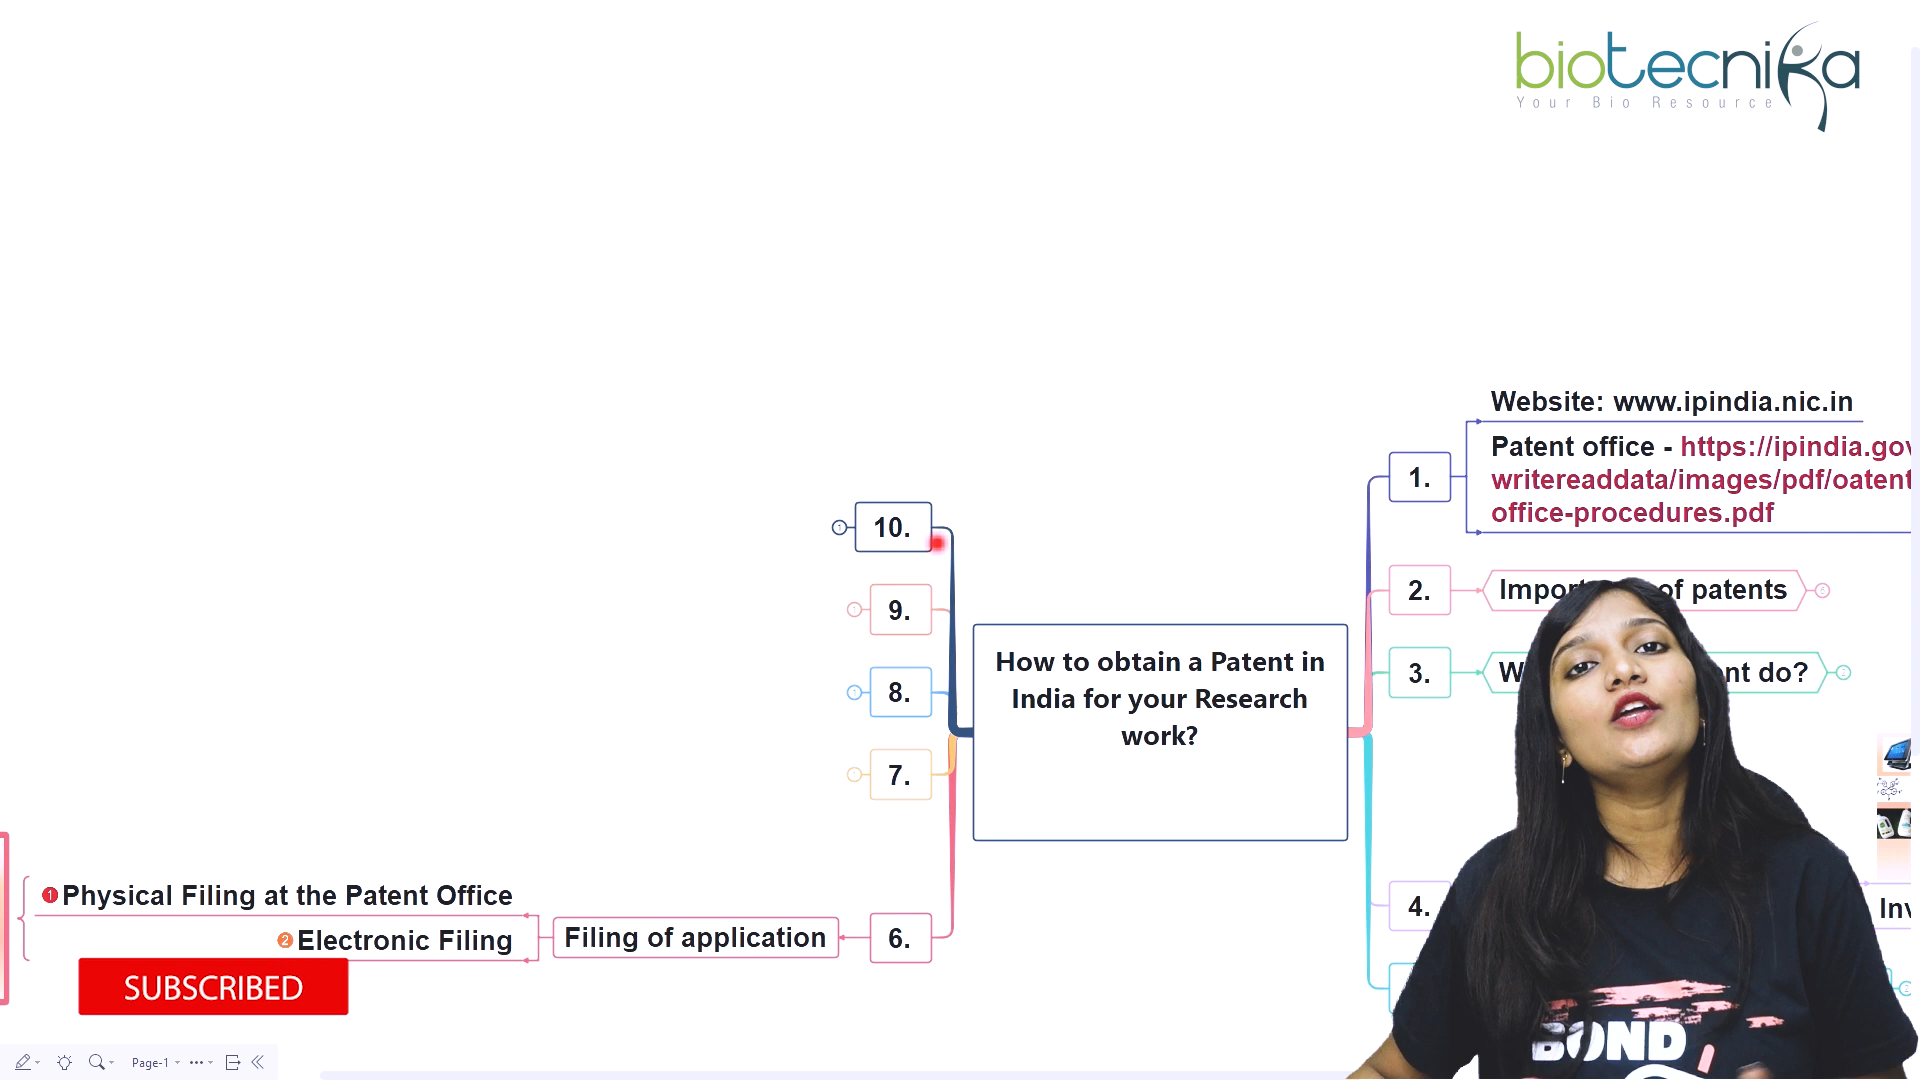 biotecnika
Your Bio Resource
Website: www.ipindia.nic.in
Patent office - https://ipindia.gov
writereaddata/images/pdf/oatent
office-procedures.pdf
1.
10.
2.
of patents
9.
How to obtain a Patent in
India for your Research
work?
3.
do?
8.
7.
4.
6.
Filing of application
1 Physical Filing at the Patent Office
2 Electronic Filing
SUBSCRIBED
BOND
Page-1